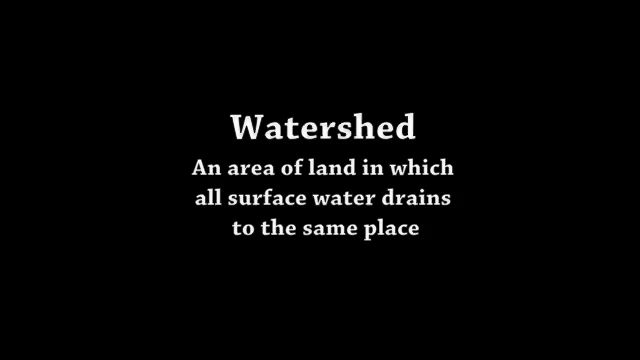 Watershed
An area of land in which
all surface water drains
to the same place